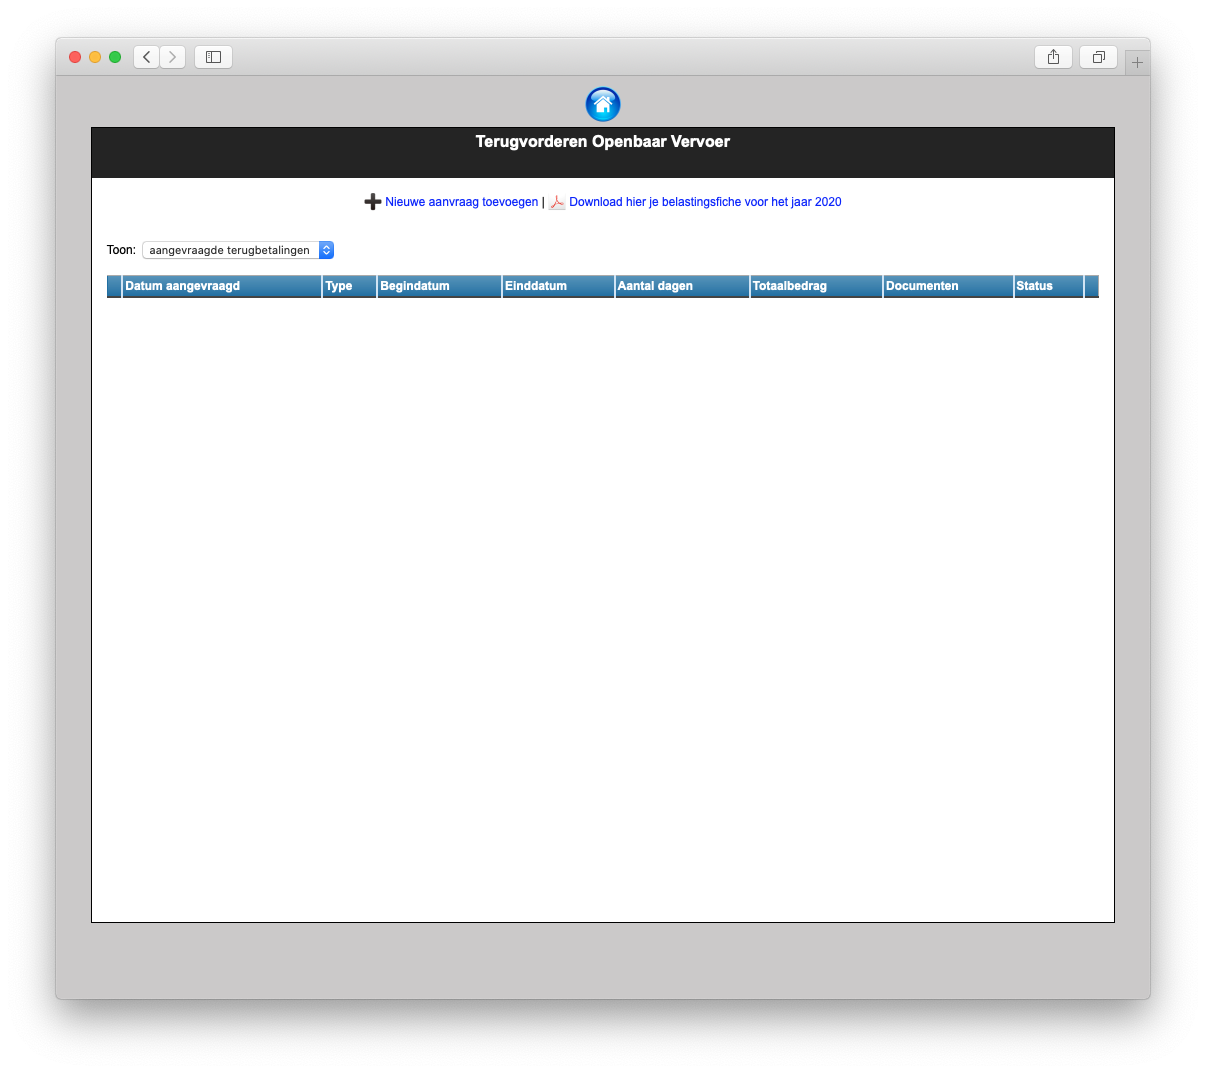 Terugvorderen Openbaar Vervoer
Nieuwe aanvraag toevoegen | Download hier je belastingsfiche voor het jaar 2020
Toon: aangevraagde terugbetalingen
Datum aangevraagd Type Begindatum Einddatum Aantal dagen Totaalbedrag Documenten Status